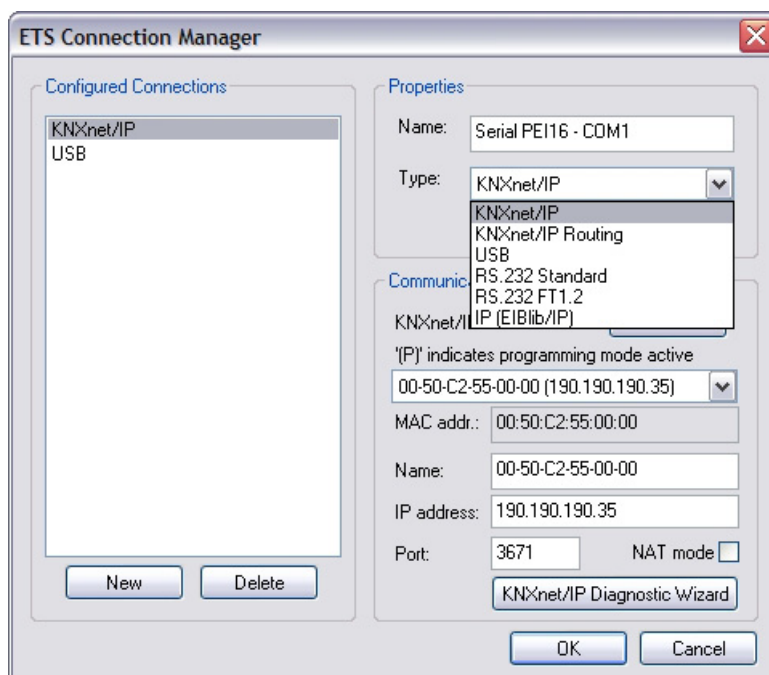 ETS Connection Manager
Configured Connections
KNXnet/IP
USB
New
Delete
Properties
Name:
Serial PEI16 - COM1
Type:
KNXnet/IP
KNXnet/IP
KNXnet/IP Routing
USB
RS.232 Standard
RS.232 FT1.2
IP (EIBlib/IP)
'(P)' indicates programming mode active
00-50-C2-55-00-00 (190.190.190.35)
MAC addr.:
00:50:C2:55:00:00
Name:
00-50-C2-55-00-00
IP address:
190.190.190.35
Port:
3671
NAT mode
KNXnet/IP Diagnostic Wizard
OK
Cancel